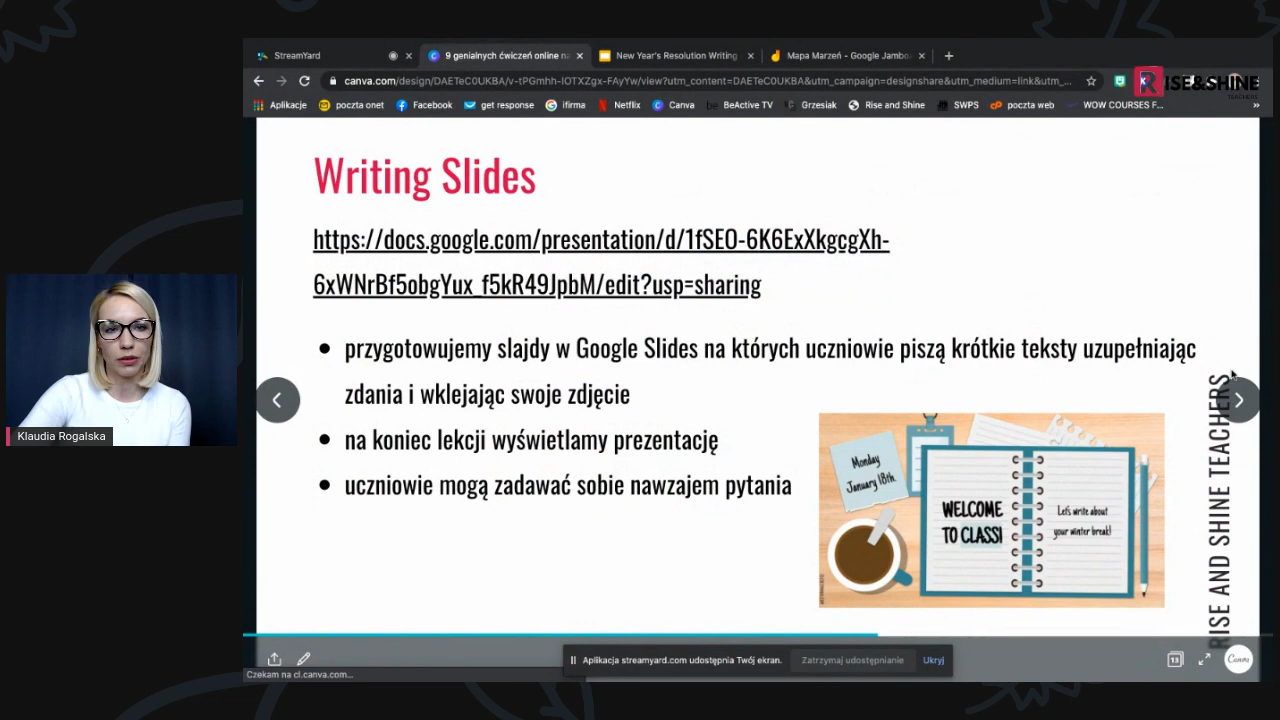 StreamYard
9 genialnych ćwiczeń online na
New Year's Resolution Writing
Mapa Marzeń - Google Jamboa
canva.com/design/DAETeC0UKBA/v-tPGmhh-IOTXZgx-FAyYw/view?utm_content=DAETeC0UKBA&utm_campaign=designshare&utm_medium=link&utm_...
RISE&SHINE
TEACHERS
Aplikacje
poczta onet
Facebook
get response
ifirma
Netflix
Canva
BeActive TV
Grzesiak
Rise and Shine
SWPS
poczta web
WOW COURSES F...
Writing Slides
https://docs.google.com/presentation/d/1fSEO-6K6ExXkgcgXh-
6xWNrBf5obgYux_f5kR49JpbM/edit?usp=sharing
• przygotowujemy slajdy w Google Slides na których uczniowie piszą krótkie teksty uzupełniając
zdania i wklejając swoje zdjęcie
• na koniec lekcji wyświetlamy prezentację
• uczniowie mogą zadawać sobie nawzajem pytania
Monday
January 18th.
WELCOME
TO CLASS!
Let's write about
your winter break!
RISE AND SHINE TEACHERS
Klaudia Rogalska
Aplikacja streamyard.com udostępnia Twój ekran.
Zatrzymaj udostępnianie
Ukryj
13
Canva
Czekam na cl.canva.com...